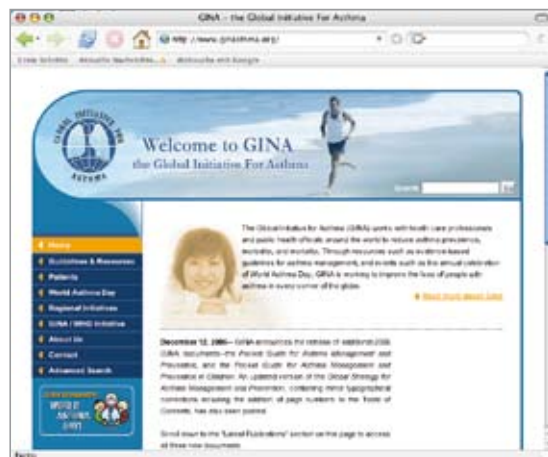 GINA - the Global Initiative For Asthma
http://www.ginasthma.org/
GLOBAL INITIATIVE FOR
ASTHMA
Welcome to GINA
the Global Initiative For Asthma
Search
Home
Guidelines & Resources
Patients
World Asthma Day
Regional Initiatives
GINA / WHO Initiative
About Us
Contact
Advanced Search
WORLD
ASTHMA
DAY
The Global Initiative for Asthma (GINA) works with health care professionals
and public health officials around the world to reduce asthma prevalence,
morbidity, and mortality. Through resources such as evidence-based
guidelines for asthma management, and events such as the annual celebration
of World Asthma Day, GINA is working to improve the lives of people with
asthma in every corner of the globe.
Read more about GINA
December 12, 2006— GINA announces the release of additional 2006
GINA documents—the Pocket Guide for Asthma Management and
Prevention, and the Pocket Guide for Asthma Management and
Prevention in Children. An updated version of the Global Strategy for
Asthma Management and Prevention, containing minor typographical
corrections including the addition of page numbers to the Table of
Contents, has also been posted.
Scroll down to the "Latest Publications" section on this page to access
all three new documents.